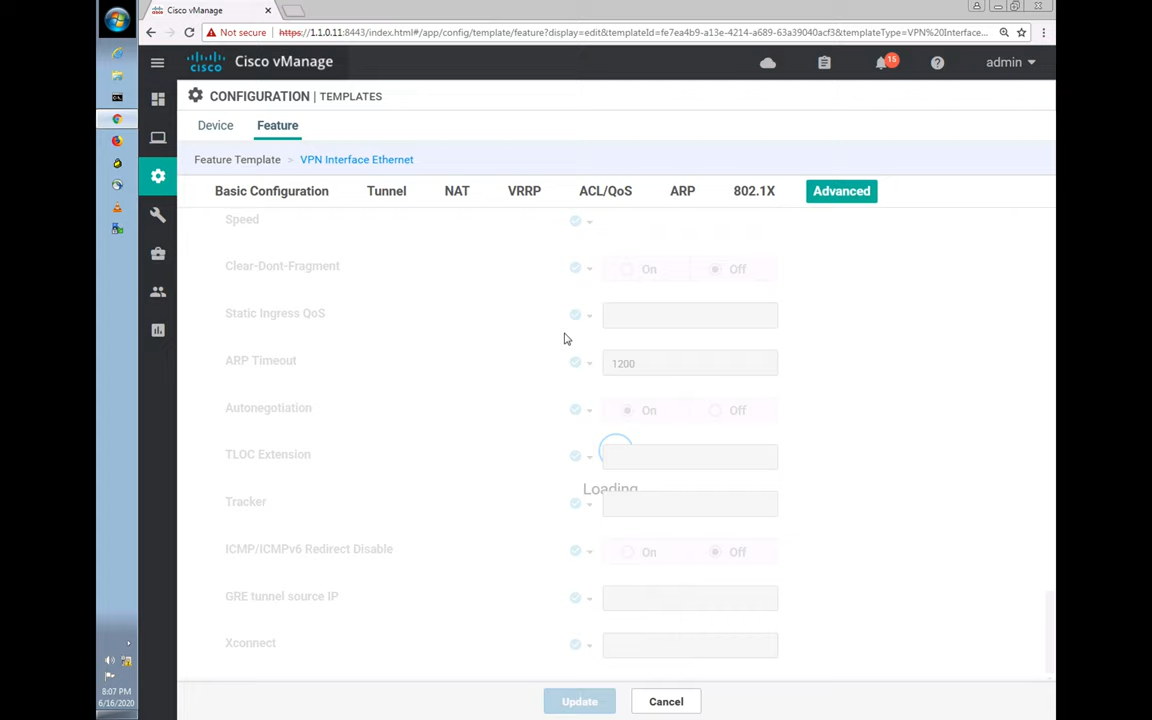 Cisco vManage
Not secure
https://1.1.0.11:8443/index.html#/app/config/template/feature?display=edit&templateId=fe7ea4b9-a13e-4214-a689-63a39040acf3&templateType=VPN%20Interface...
CISCO
Cisco vManage
15
admin
CONFIGURATION | TEMPLATES
Device
Feature
Feature Template > VPN Interface Ethernet
Basic Configuration
Tunnel
NAT
VRRP
ACL/QoS
ARP
802.1X
Advanced
Speed
Clear-Dont-Fragment
On
Off
Static Ingress QoS
ARP Timeout
1200
Autonegotiation
On
Off
TLOC Extension
Loading
Tracker
ICMP/ICMPv6 Redirect Disable
On
Off
GRE tunnel source IP
Xconnect
Update
Cancel
8:07 PM
6/16/2020